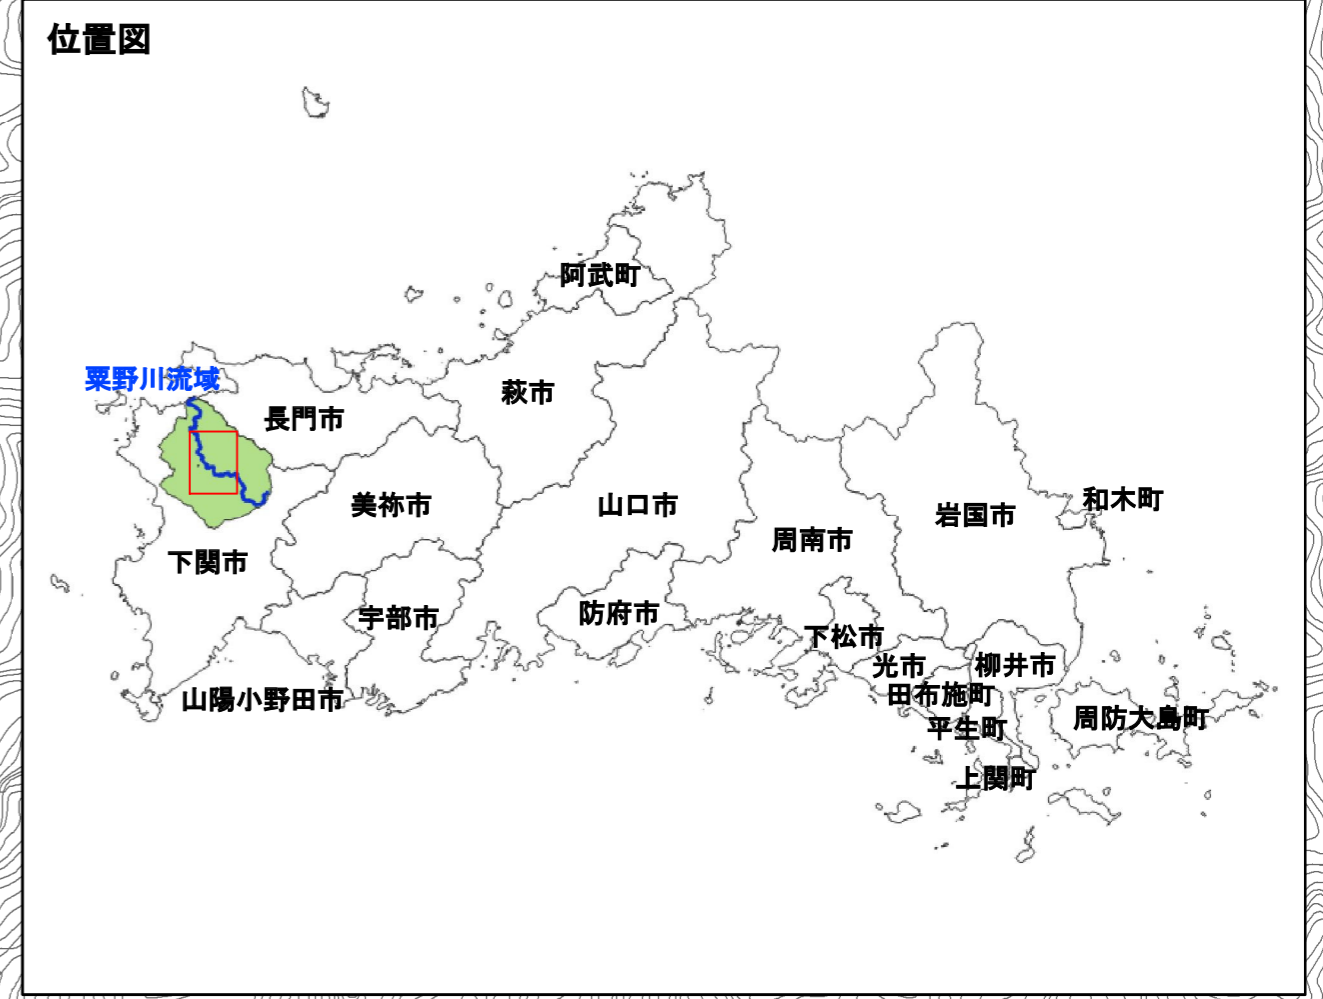 位置図
阿武町
粟野川流域
萩市
長門市
美祢市
山口市
和木町
岩国市
周南市
下関市
宇部市
防府市
下松市
光市
柳井市
田布施町
山陽小野田市
周防大島町
平生町
上関町